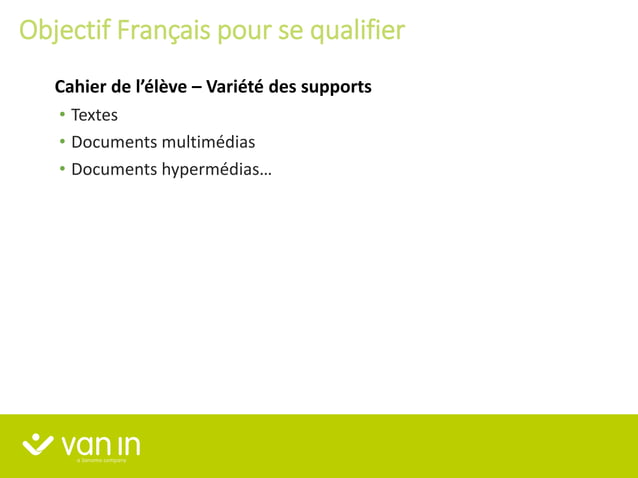 Objectif Français pour se qualifier
Cahier de l’élève – Variété des supports
• Textes
• Documents multimédias
• Documents hypermédias…
van in
a Sanoma company